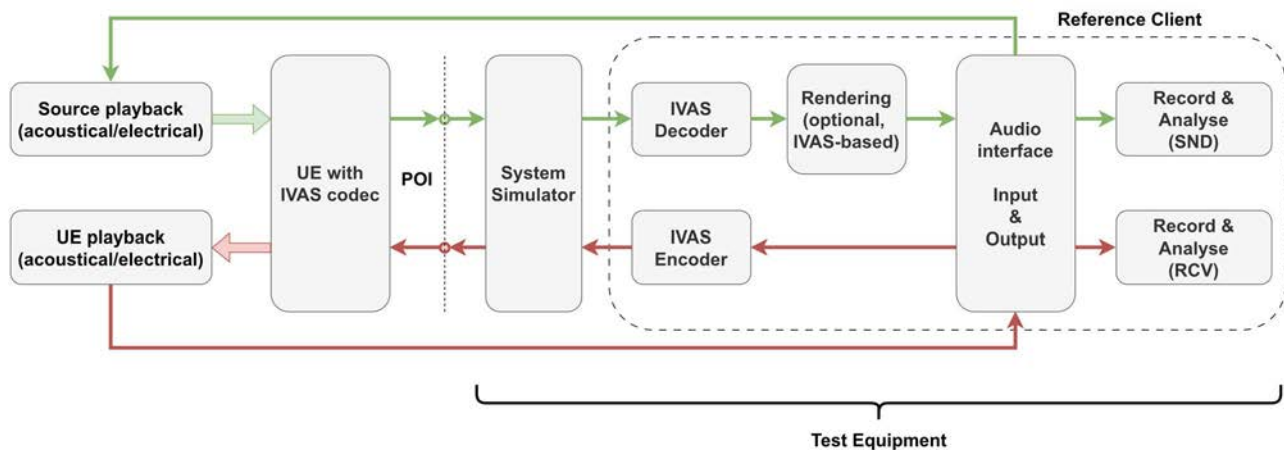 Reference Client
Source playback
(acoustical/electrical)
UE with
IVAS codec
POI
System
Simulator
IVAS
Decoder
Rendering
(optional,
IVAS-based)
Audio
interface
Input
&
Output
Record &
Analyse
(SND)
UE playback
(acoustical/electrical)
IVAS
Encoder
Record &
Analyse
(RCV)
Test Equipment